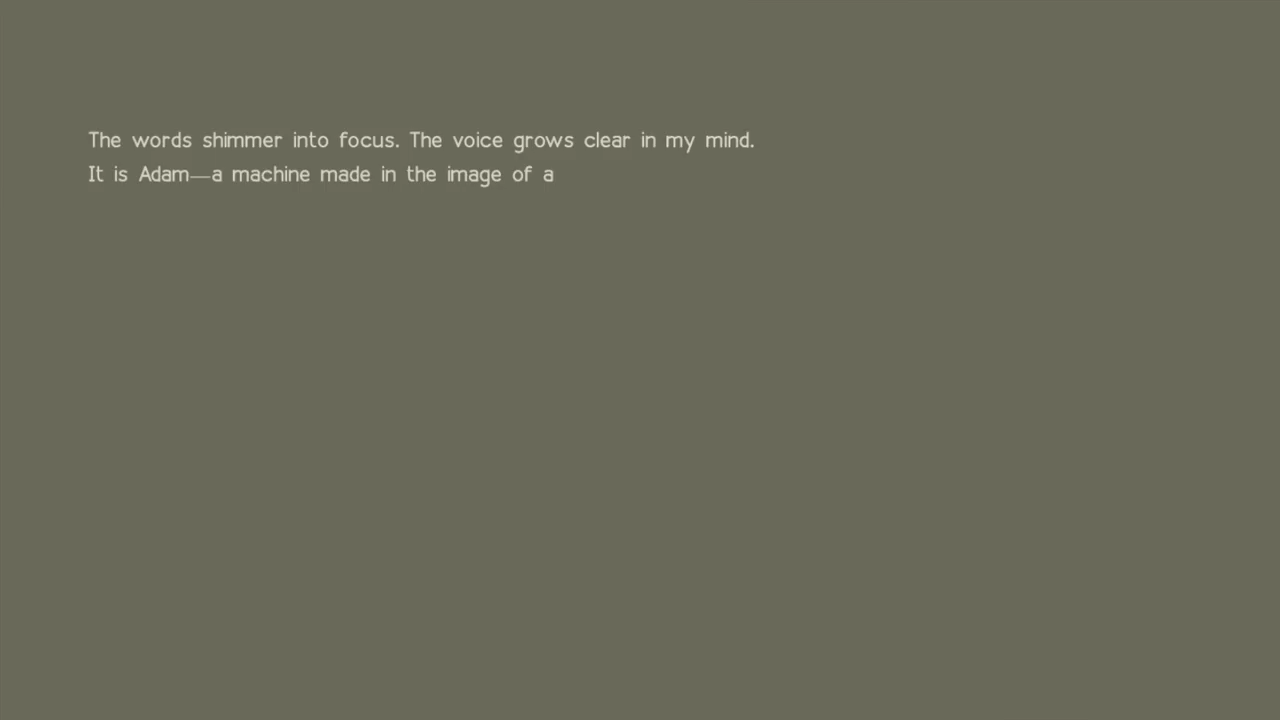 The words shimmer into focus. The voice grows clear in my mind.
It is Adam—a machine made in the image of a